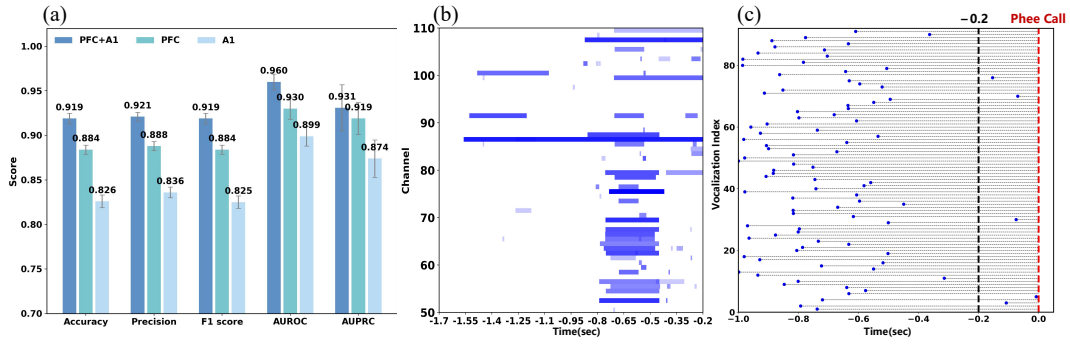 (a)
PFC+A1 PFC A1
1.00
0.95
0.90
0.85
0.80
0.75
0.70
Score
0.919
0.884
0.826
0.921
0.888
0.836
0.919
0.884
0.825
0.960
0.930
0.899
0.931
0.919
0.874
Accuracy Precision F1 score AUROC AUPRC
(b)
110
100
90
80
70
60
50
Channel
-1.7 -1.55 -1.4 -1.25 -1.1 -0.95 -0.8 -0.65 -0.5 -0.35 -0.2
Time(sec)
(c)
−0.2 Phee Call
80
60
40
20
0
Vocalization Index
−1.0 −0.8 −0.6 −0.4 −0.2 0.0
Time(sec)